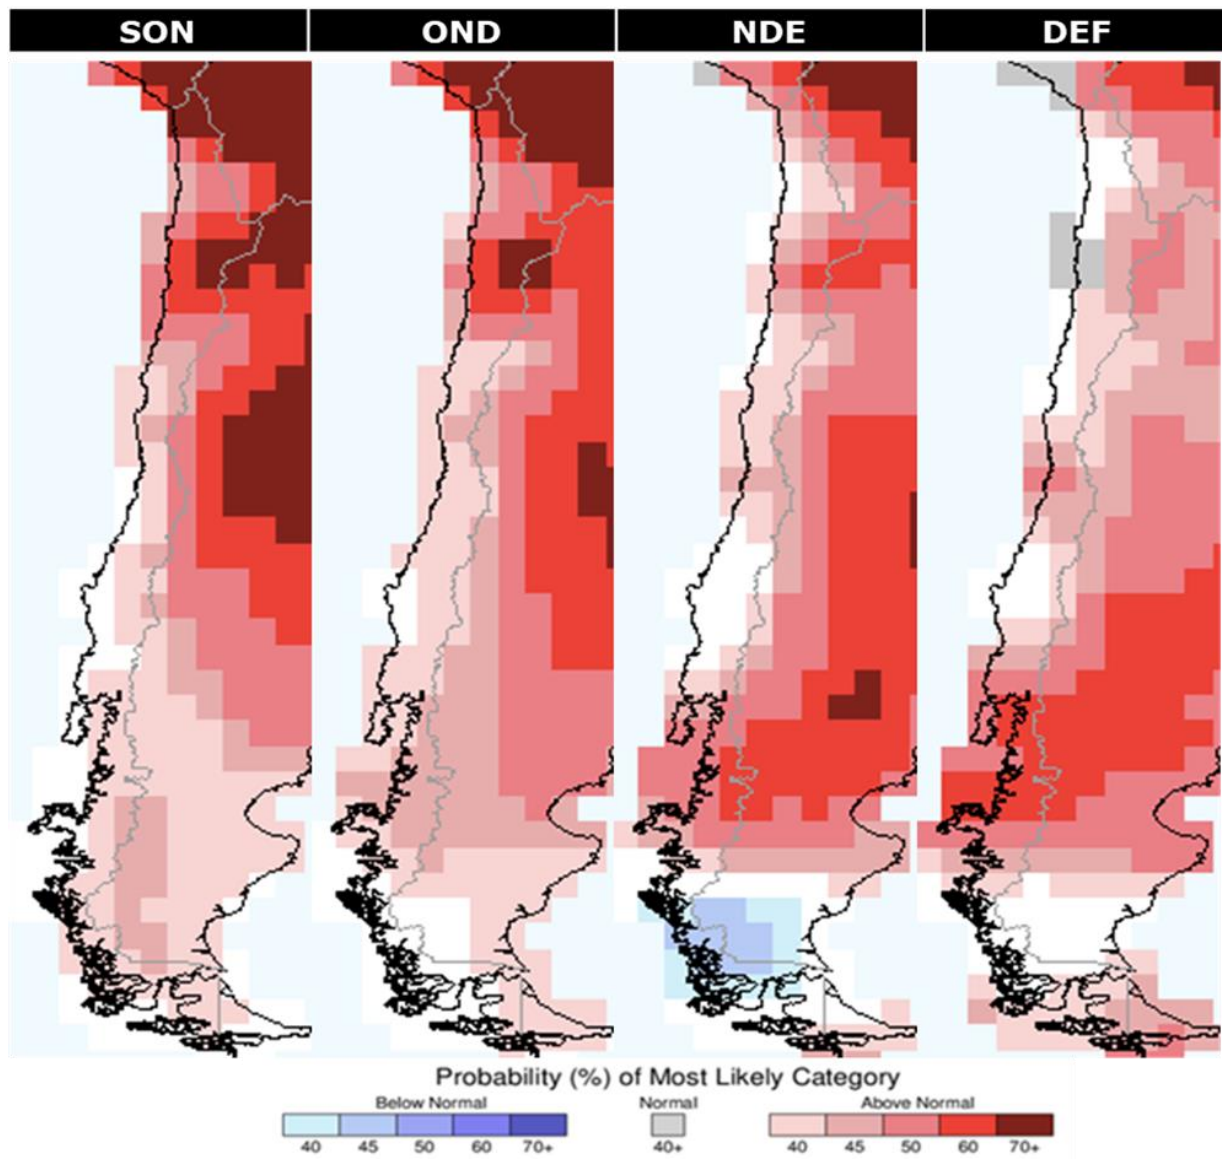 SON OND NDE DEF
Probability (%) of Most Likely Category
Below Normal Normal Above Normal
40 45 50 60 70+ 40+ 40 45 50 60 70+